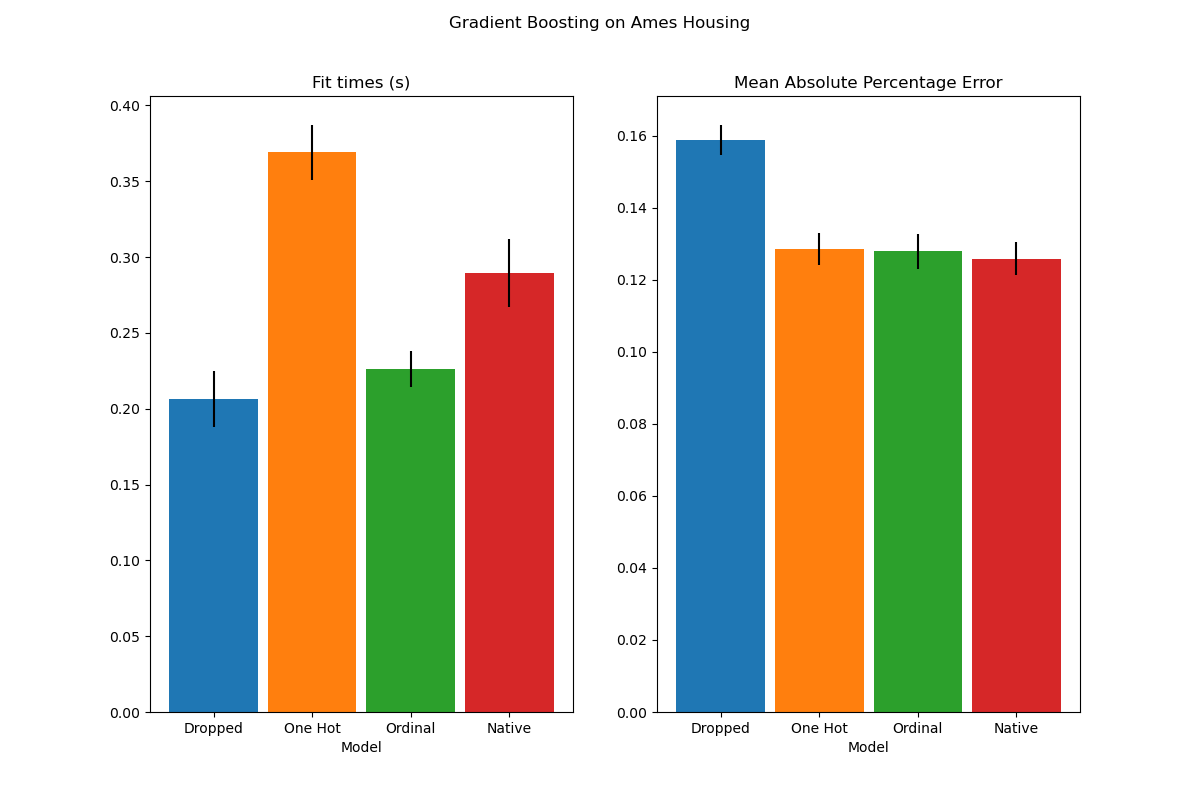 Gradient Boosting on Ames Housing
Fit times (s)
0.40
0.35
0.30
0.25
0.20
0.15
0.10
0.05
0.00
Dropped One Hot Ordinal Native
Model
Mean Absolute Percentage Error
0.16
0.14
0.12
0.10
0.08
0.06
0.04
0.02
0.00
Dropped One Hot Ordinal Native
Model